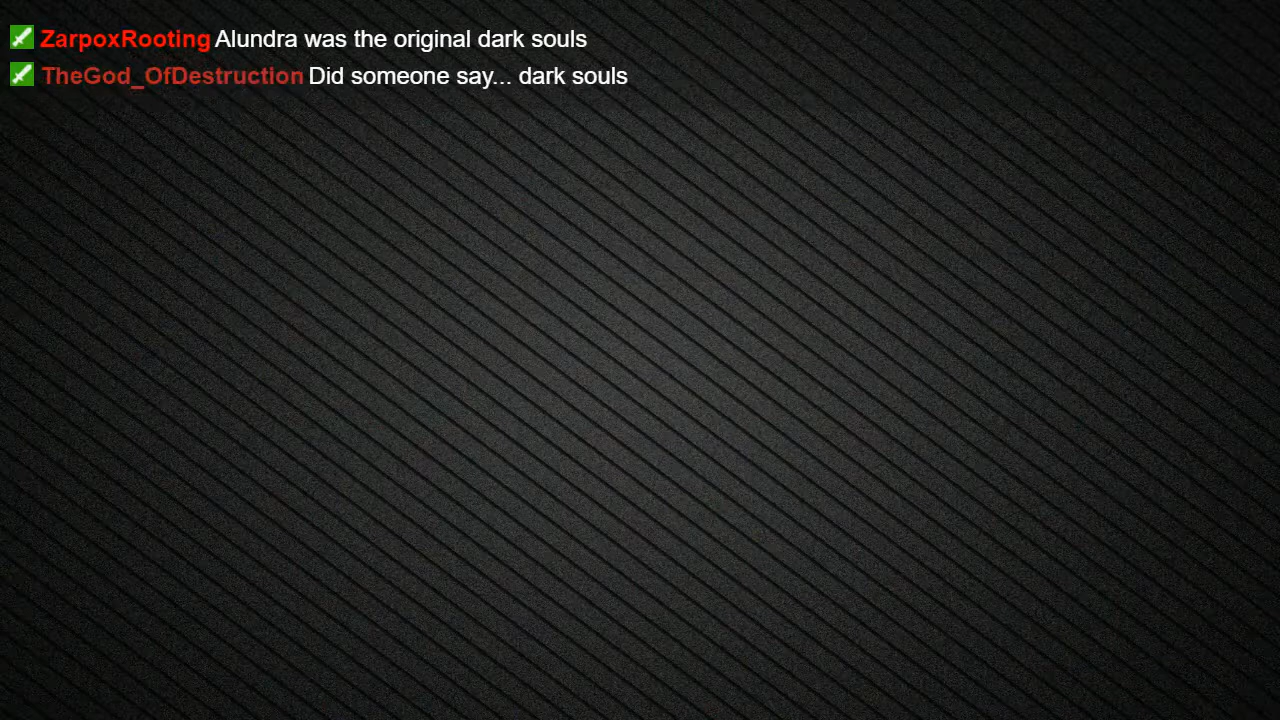 ZarpoxRooting Alundra was the original dark souls
TheGod_OfDestruction Did someone say... dark souls